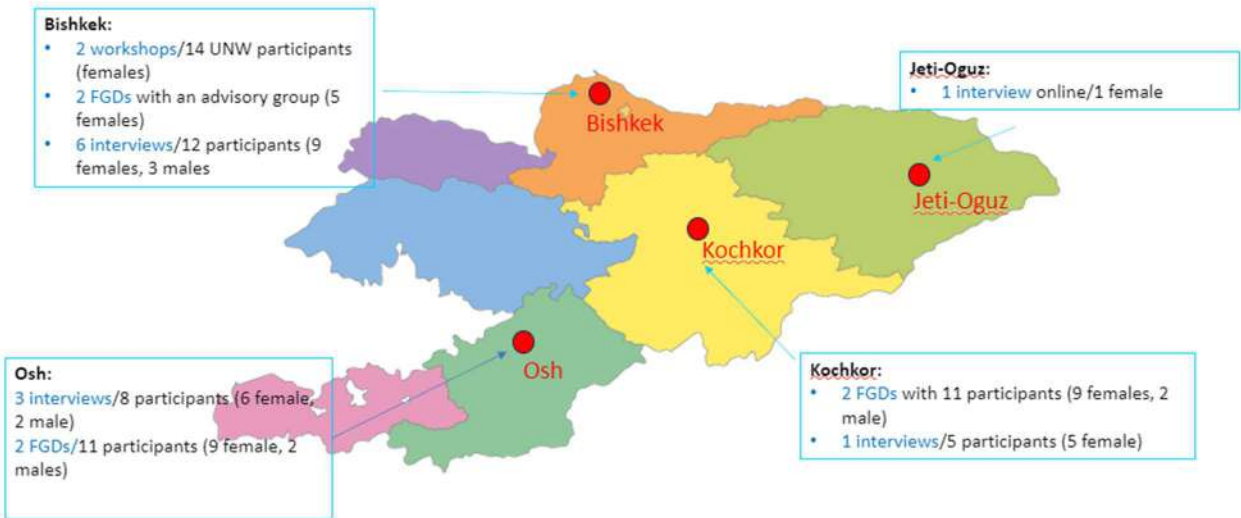 Bishkek:
• 2 workshops/14 UNW participants
(females)
• 2 FGDs with an advisory group (5
females)
• 6 interviews/12 participants (9
females, 3 males
Jeti-Oguz:
• 1 interview online/1 female
Bishkek
Jeti-Oguz
Kochkor
Osh
Osh:
3 interviews/8 participants (6 female,
2 male)
2 FGDs/11 participants (9 female, 2
males)
Kochkor:
• 2 FGDs with 11 participants (9 females, 2
male)
• 1 interviews/5 participants (5 female)